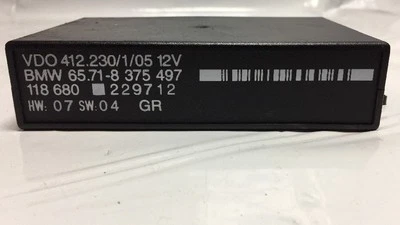 VDO 412.230/1/05 12V
BMW 65.71-8 375 497
118 680 229712
HW: 07 SW: 04 GR